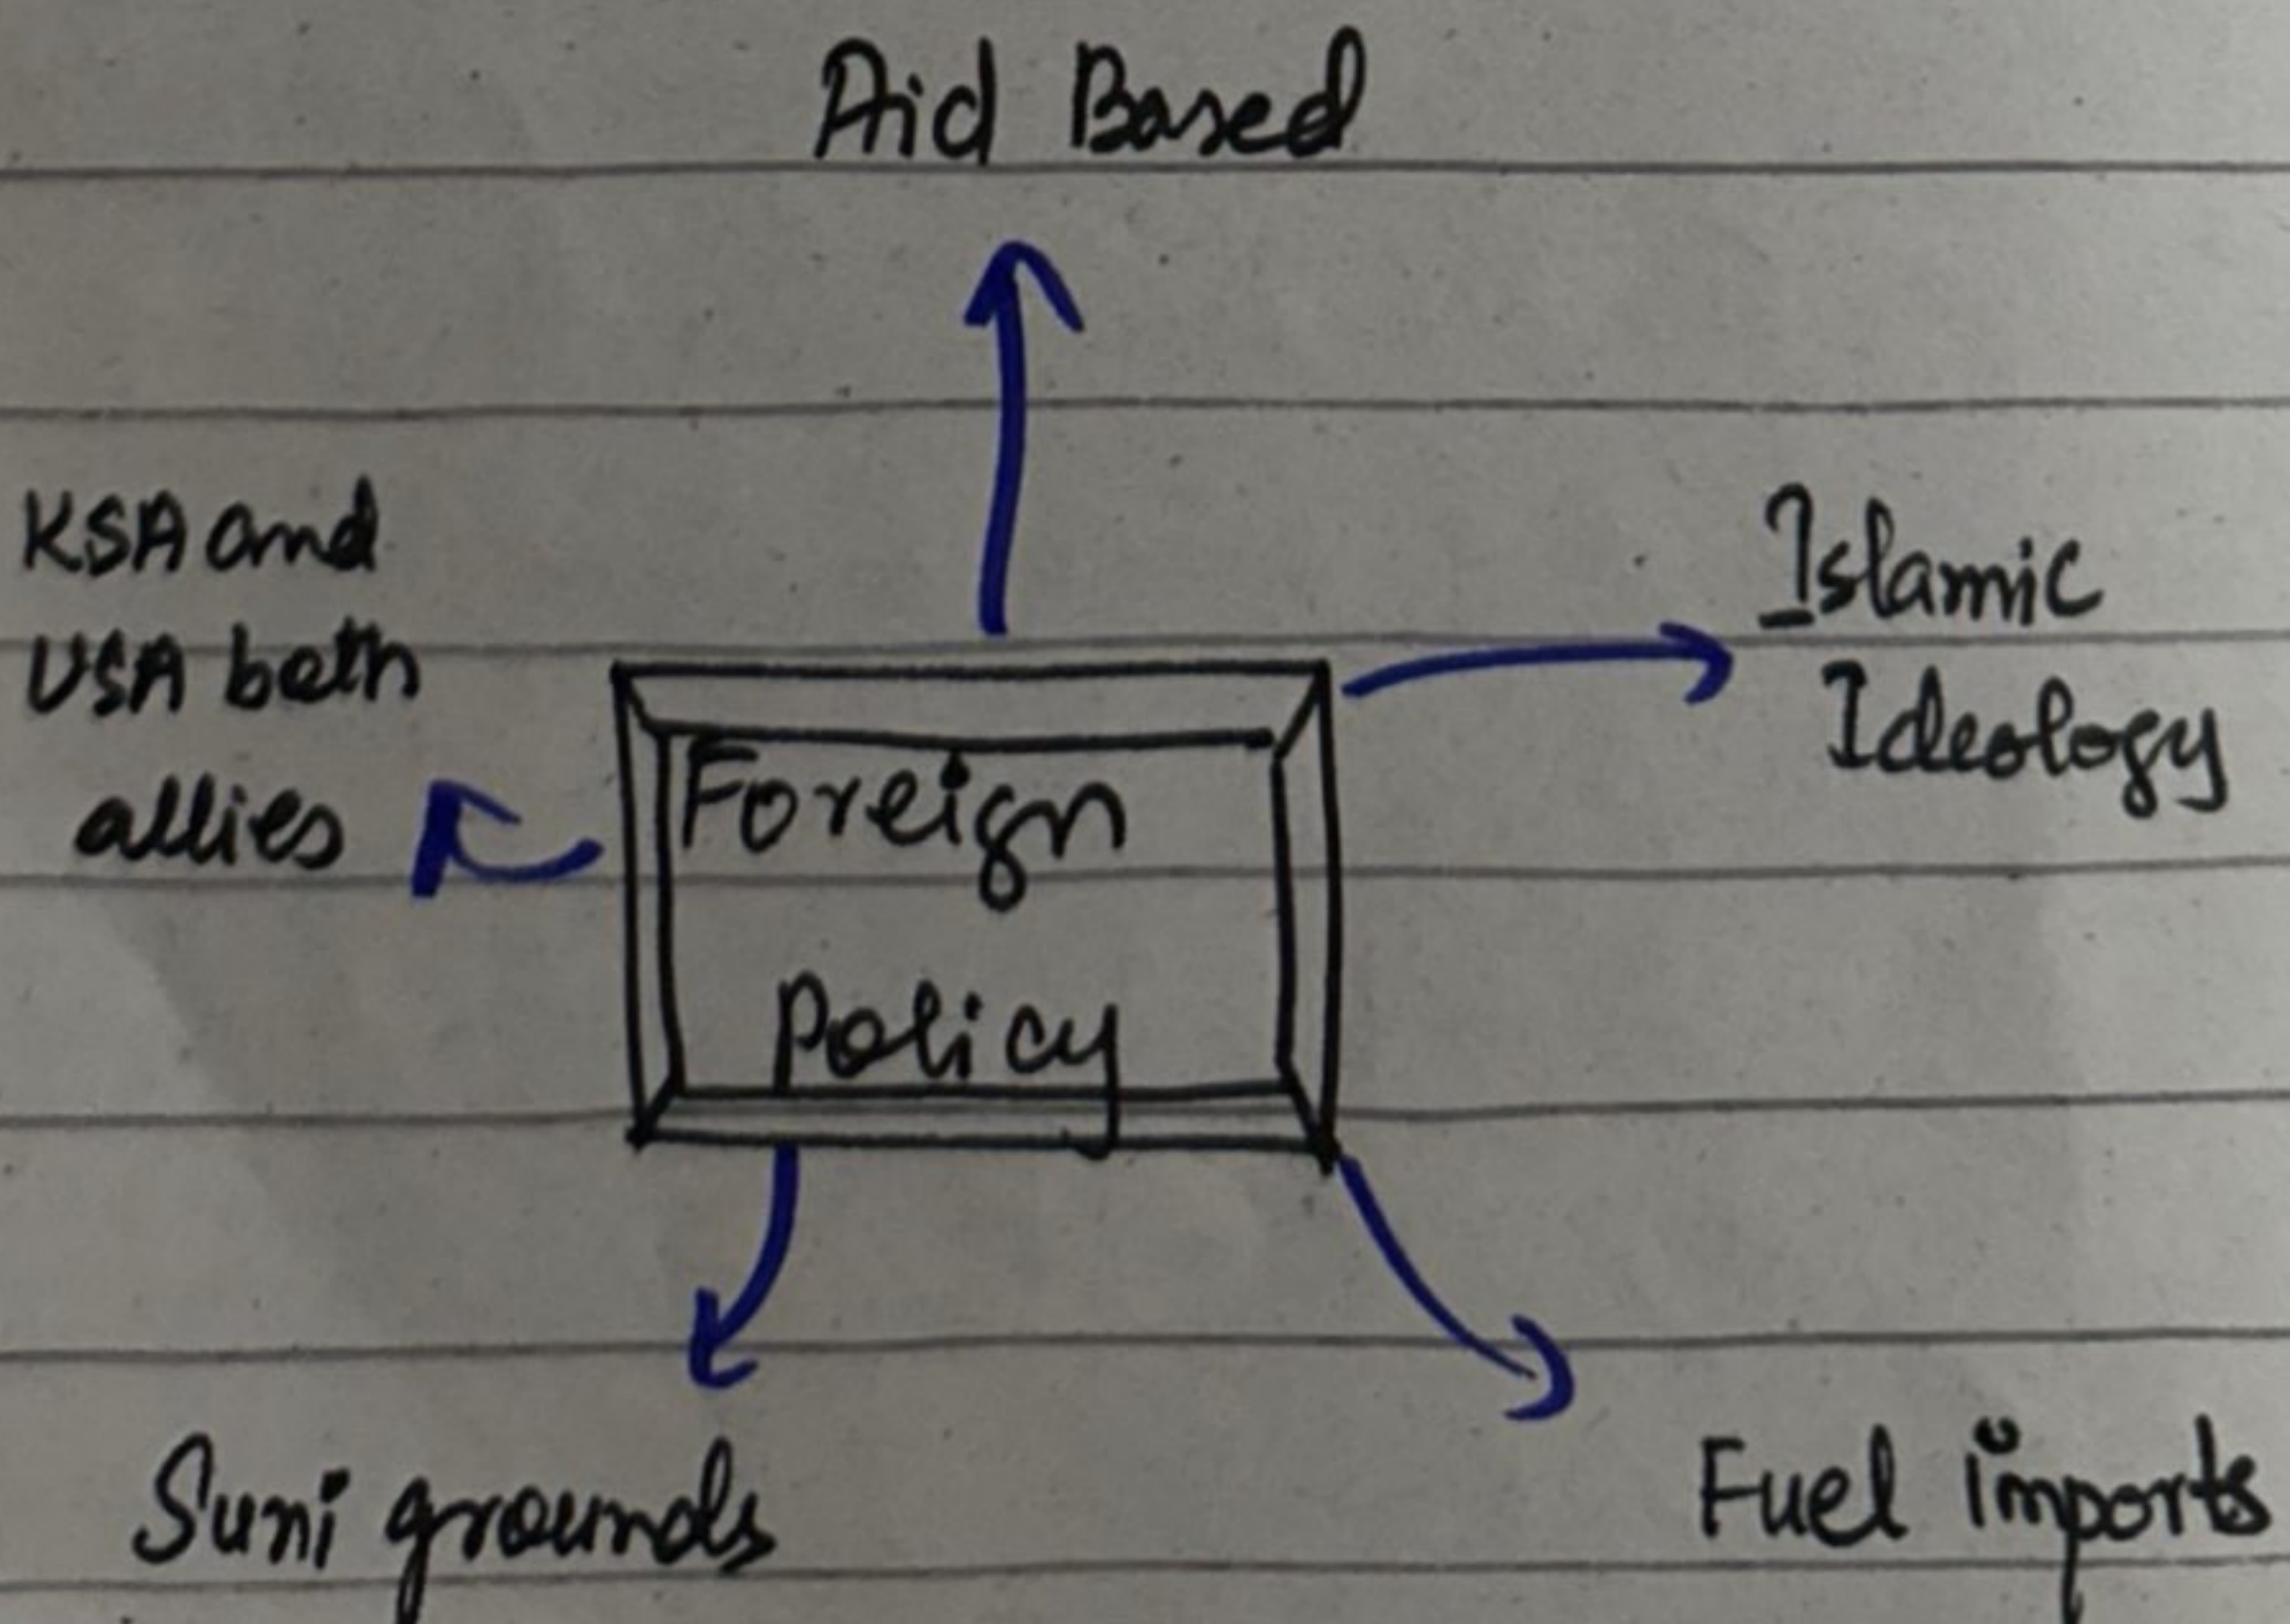 Aid Based
KSA and
USA both
allies
Islamic
Ideology
Foreign
Policy
Suni grounds
Fuel imports